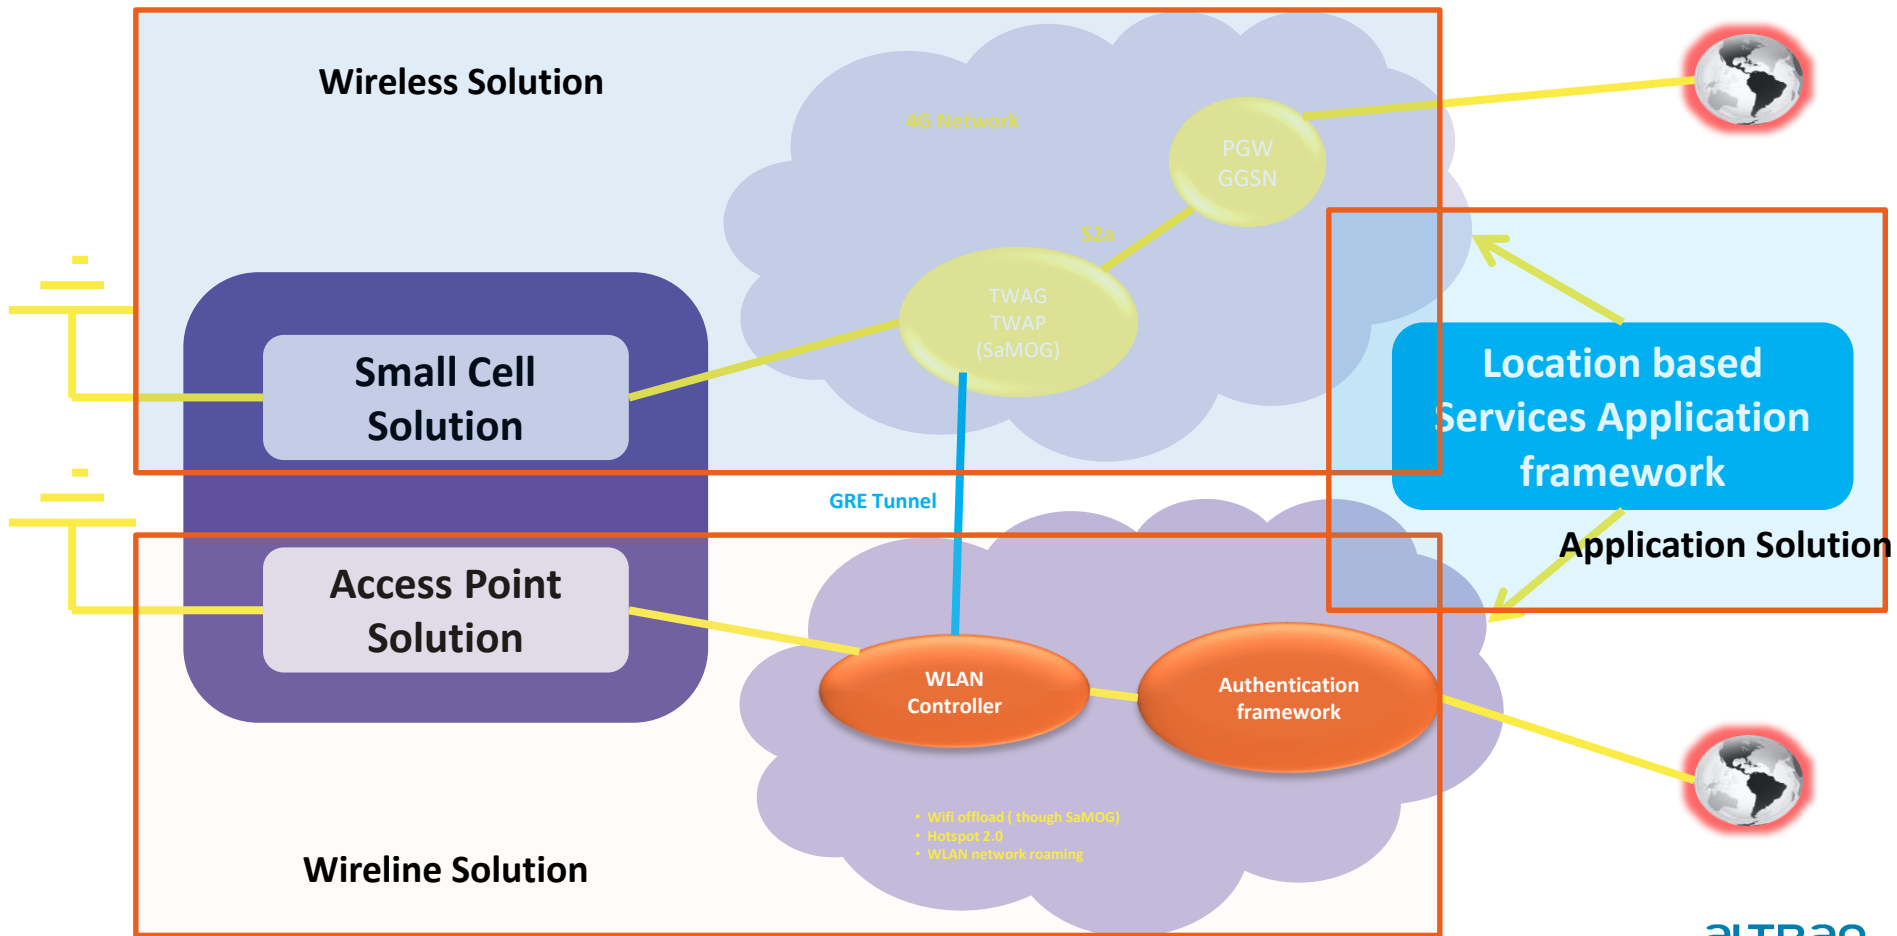 Wireless Solution
4G Network
PGW
GGSN
S2a
TWAG
TWAP
(SaMOG)
Small Cell
Solution
Location based
Services Application
framework
GRE Tunnel
Application Solution
Access Point
Solution
WLAN
Controller
Authentication
framework
• Wifi offload ( though SaMOG)
• Hotspot 2.0
• WLAN network roaming
Wireline Solution